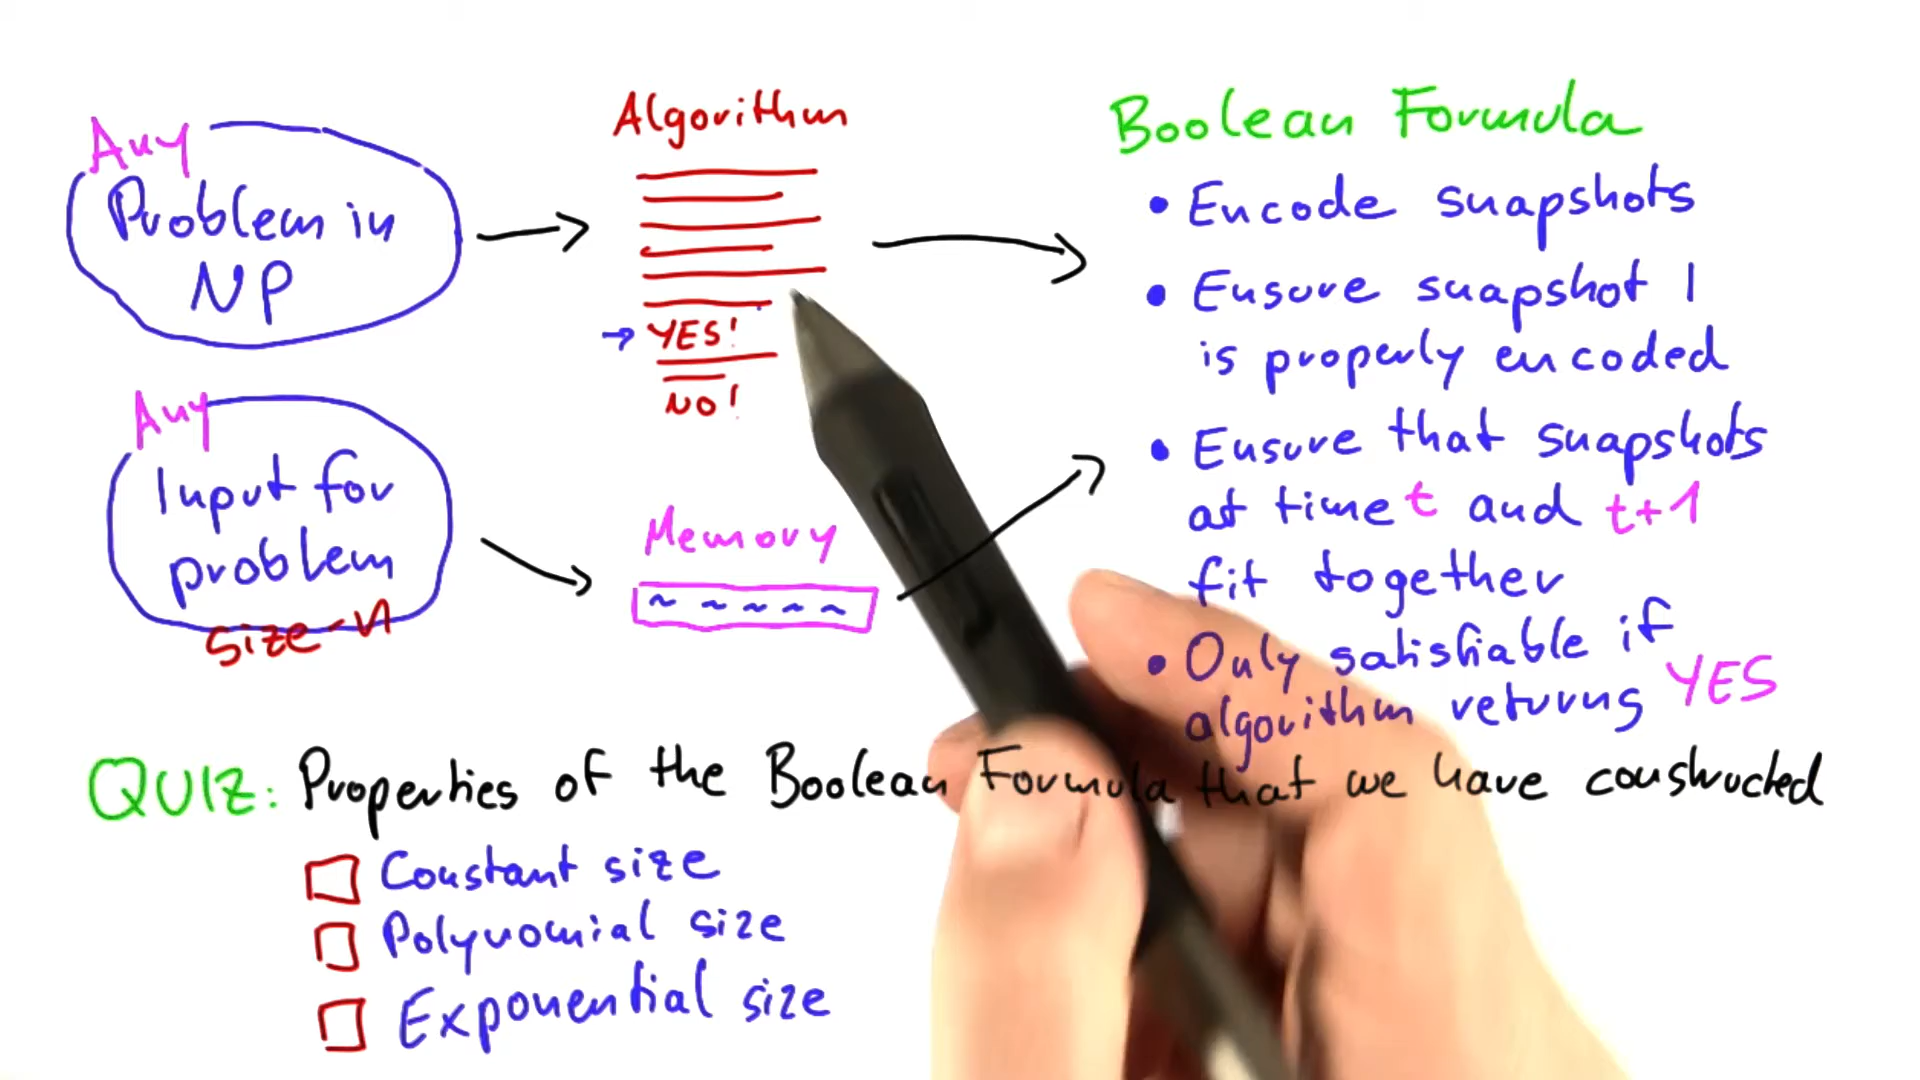 Any
Problem in
NP
Any
Input for
problem
size-n
Algorithm
→ YES!
NO!
Memory
~ ~ ~ ~ ~
Boolean Formula
• Encode snapshots
• Ensure snapshot 1
is properly encoded
• Ensure that snapshots
at time t and t+1
fit together
• Only satisfiable if
algorithm returns YES
QUIZ: Properties of the Boolean Formula that we have constructed
Constant size
Polynomial size
Exponential size